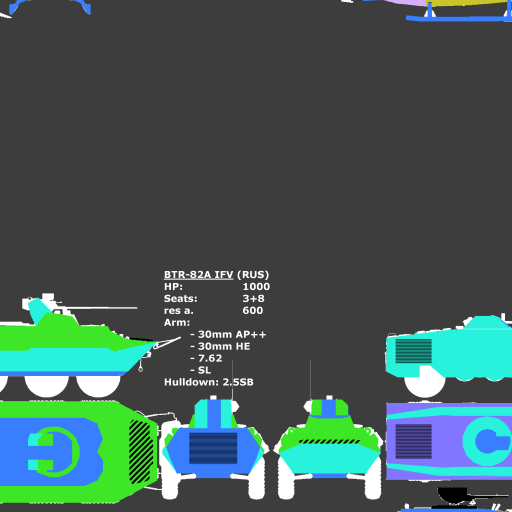 BTR-82A IFV (RUS)
HP: 1000
Seats: 3+8
res a. 600
Arm:
- 30mm AP++
- 30mm HE
- 7.62
- SL
Hulldown: 2.5SB